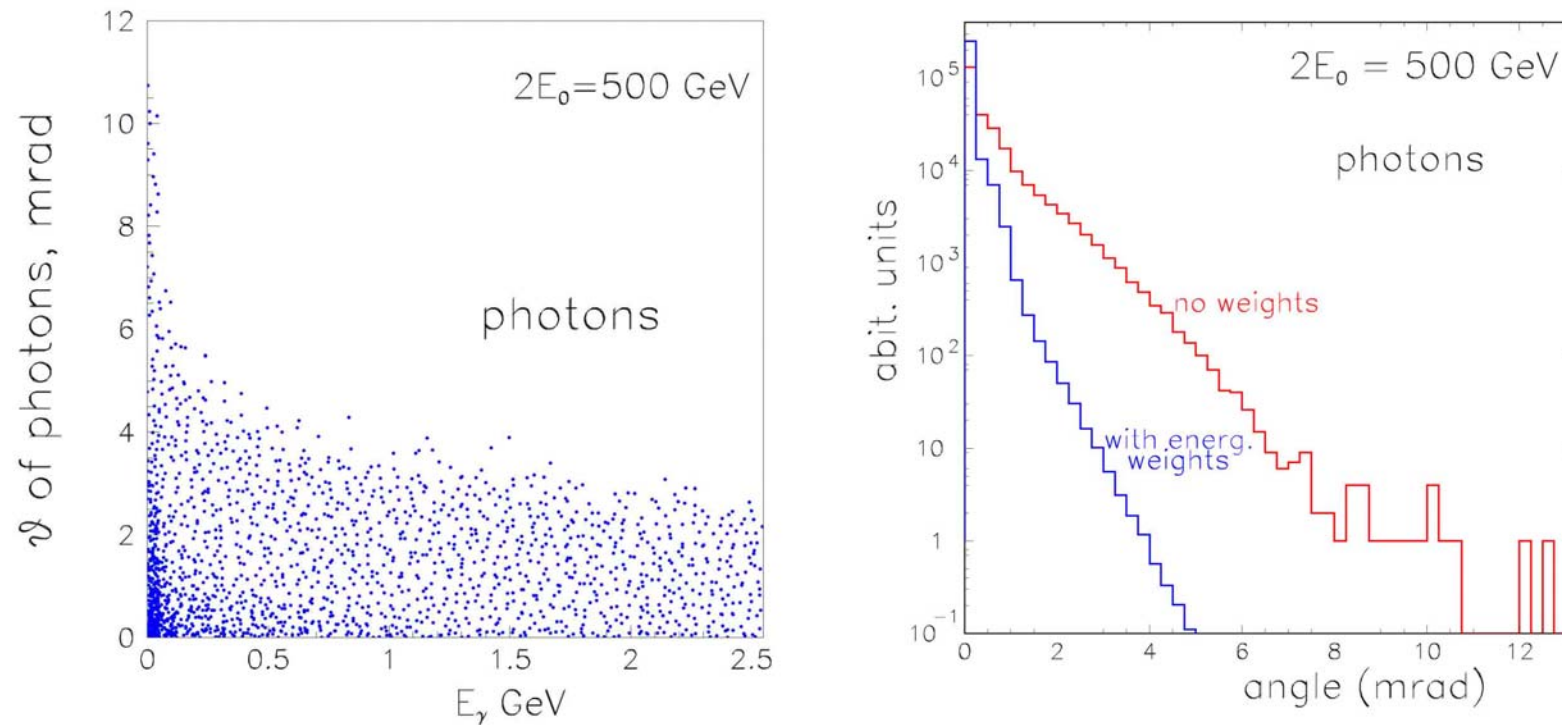 12
10
8
6
4
2
0
ϑ of photons, mrad
2E₀=500 GeV
photons
0 0.5 1 1.5 2 2.5
E_γ GeV
10⁵
10⁴
10³
10²
10
1
10⁻¹
abit. units
2E₀ = 500 GeV
photons
no weights
with energ.
weights
0 2 4 6 8 10 12
angle (mrad)